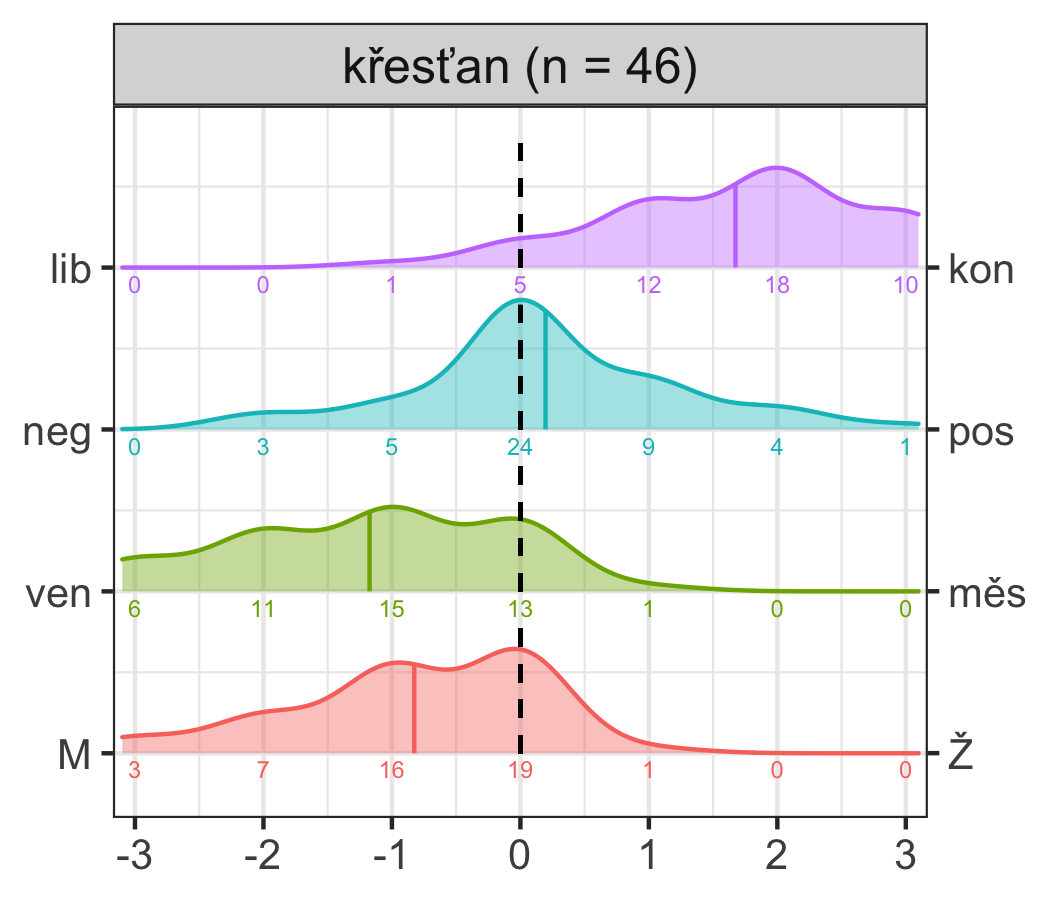 křesťan (n = 46)
lib kon
0 0 1 5 12 18 10
neg pos
0 3 5 24 9 4 1
ven měs
6 11 15 13 1 0 0
M Ž
3 7 16 19 1 0 0
-3 -2 -1 0 1 2 3